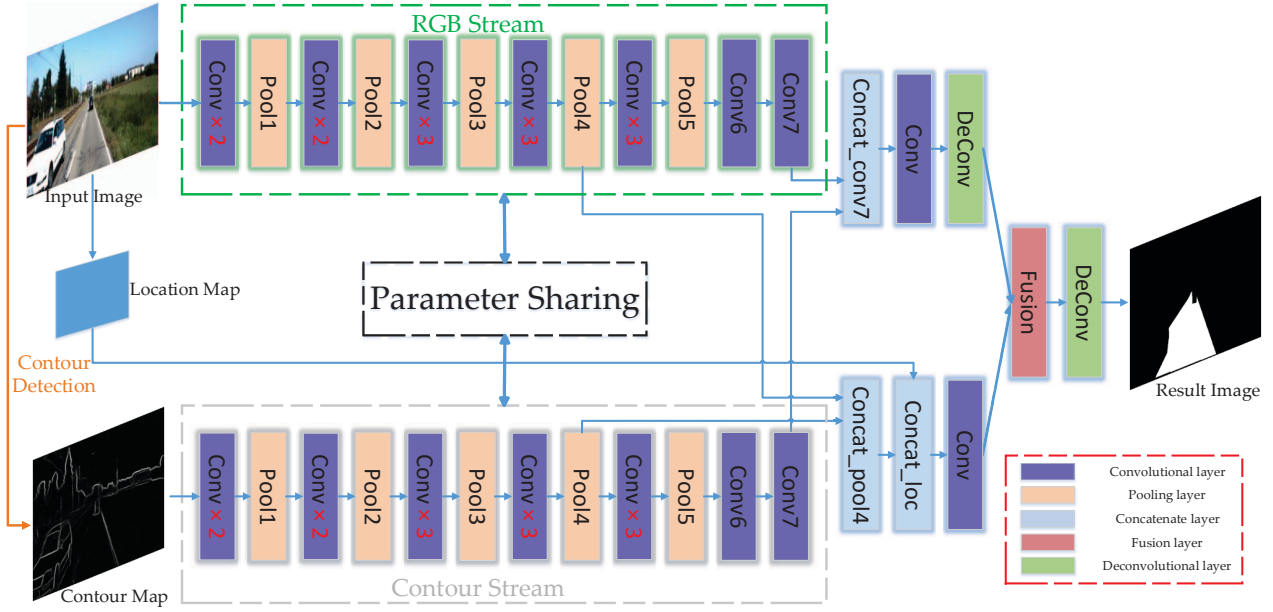 RGB Stream
Conv × 2
Pool1
Conv × 2
Pool2
Conv × 3
Pool3
Conv × 3
Pool4
Conv × 3
Pool5
Conv6
Conv7
Input Image
Concat_conv7
Conv
DeConv
Location Map
Parameter Sharing
Fusion
DeConv
Result Image
Contour
Detection
Contour Map
Conv × 2
Pool1
Conv × 2
Pool2
Conv × 3
Pool3
Conv × 3
Pool4
Conv × 3
Pool5
Conv6
Conv7
Contour Stream
Concat_pool4
Concat_loc
Conv
Convolutional layer
Pooling layer
Concatenate layer
Fusion layer
Deconvolutional layer